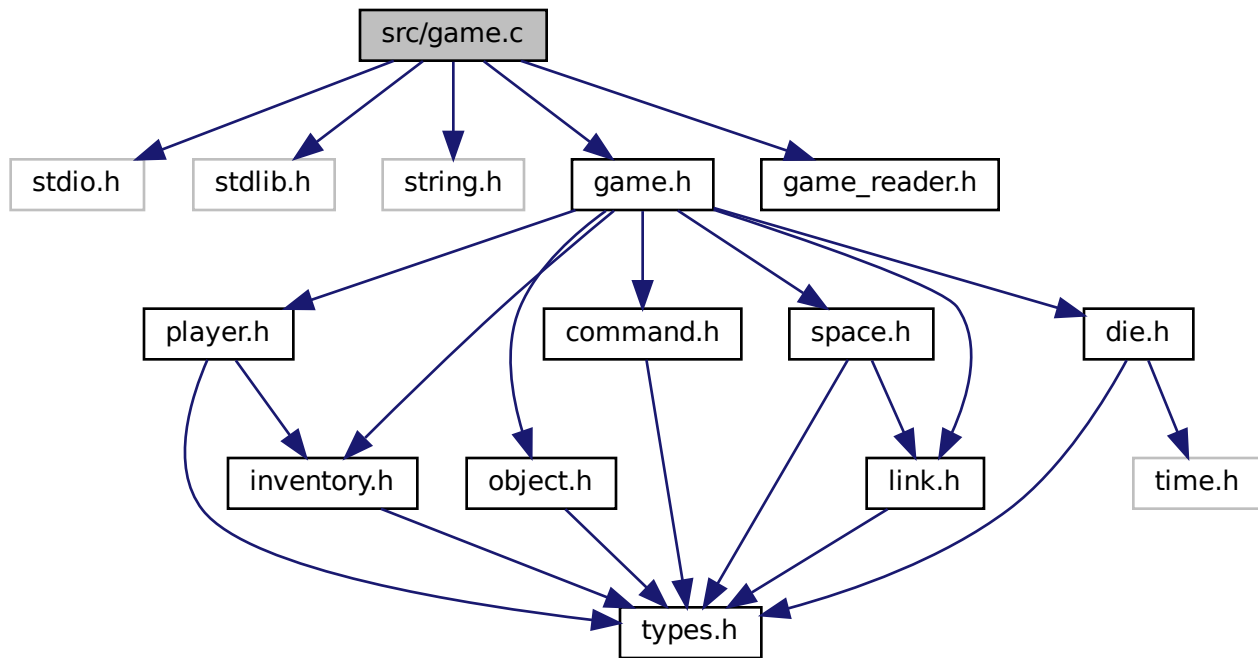 src/game.c
stdio.h
stdlib.h
string.h
game.h
game_reader.h
player.h
command.h
space.h
die.h
inventory.h
object.h
link.h
time.h
types.h